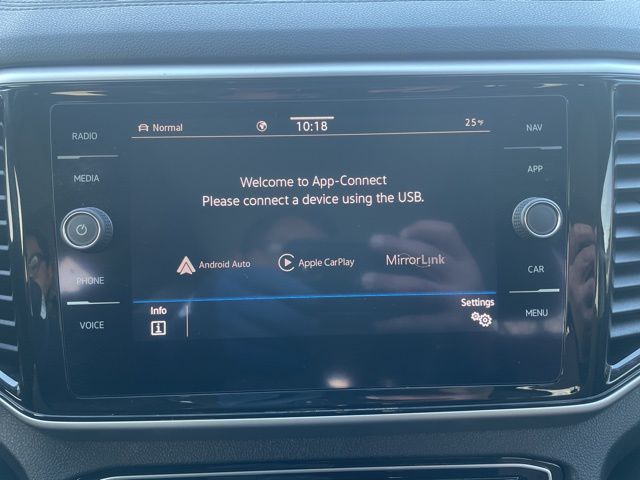 RADIO
MEDIA
PHONE
VOICE
Normal
10:18
25°F
Welcome to App-Connect
Please connect a device using the USB.
Android Auto
Apple CarPlay
MirrorLink
Info
Settings
NAV
APP
CAR
MENU